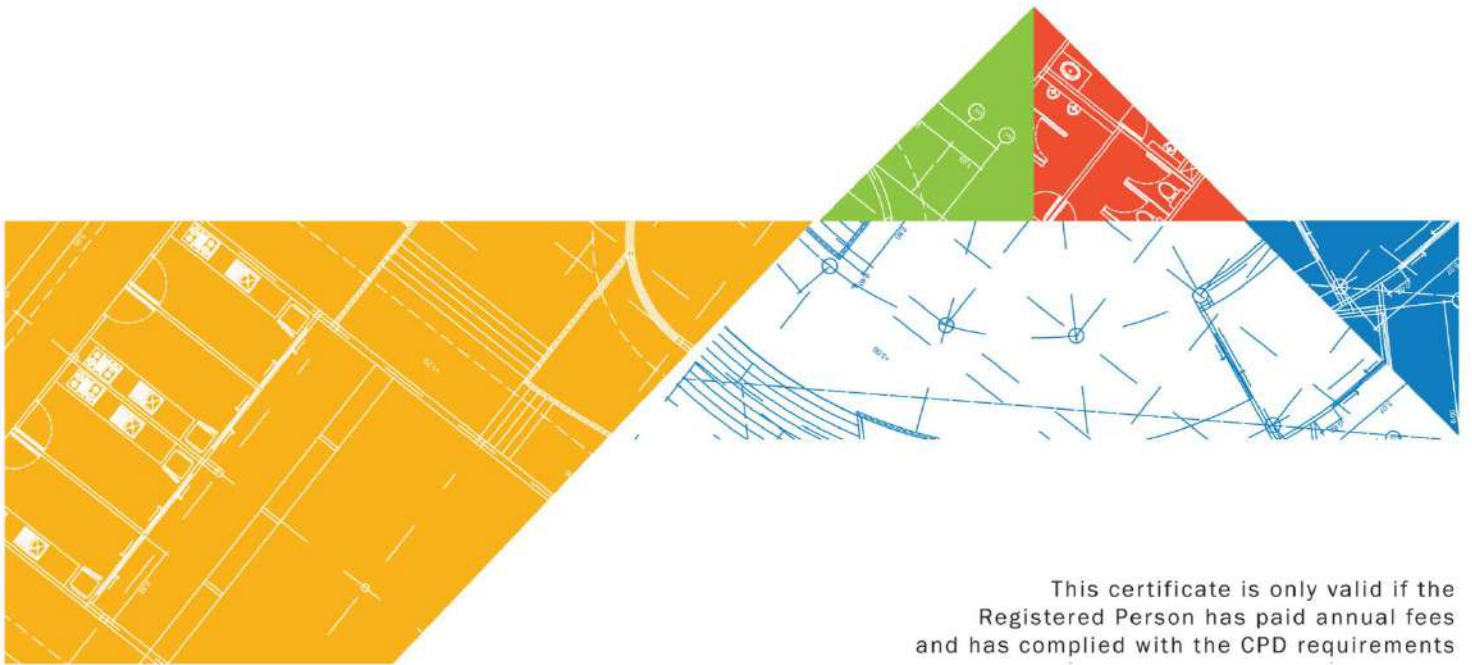 This certificate is only valid if the
Registered Person has paid annual fees
and has complied with the CPD requirements